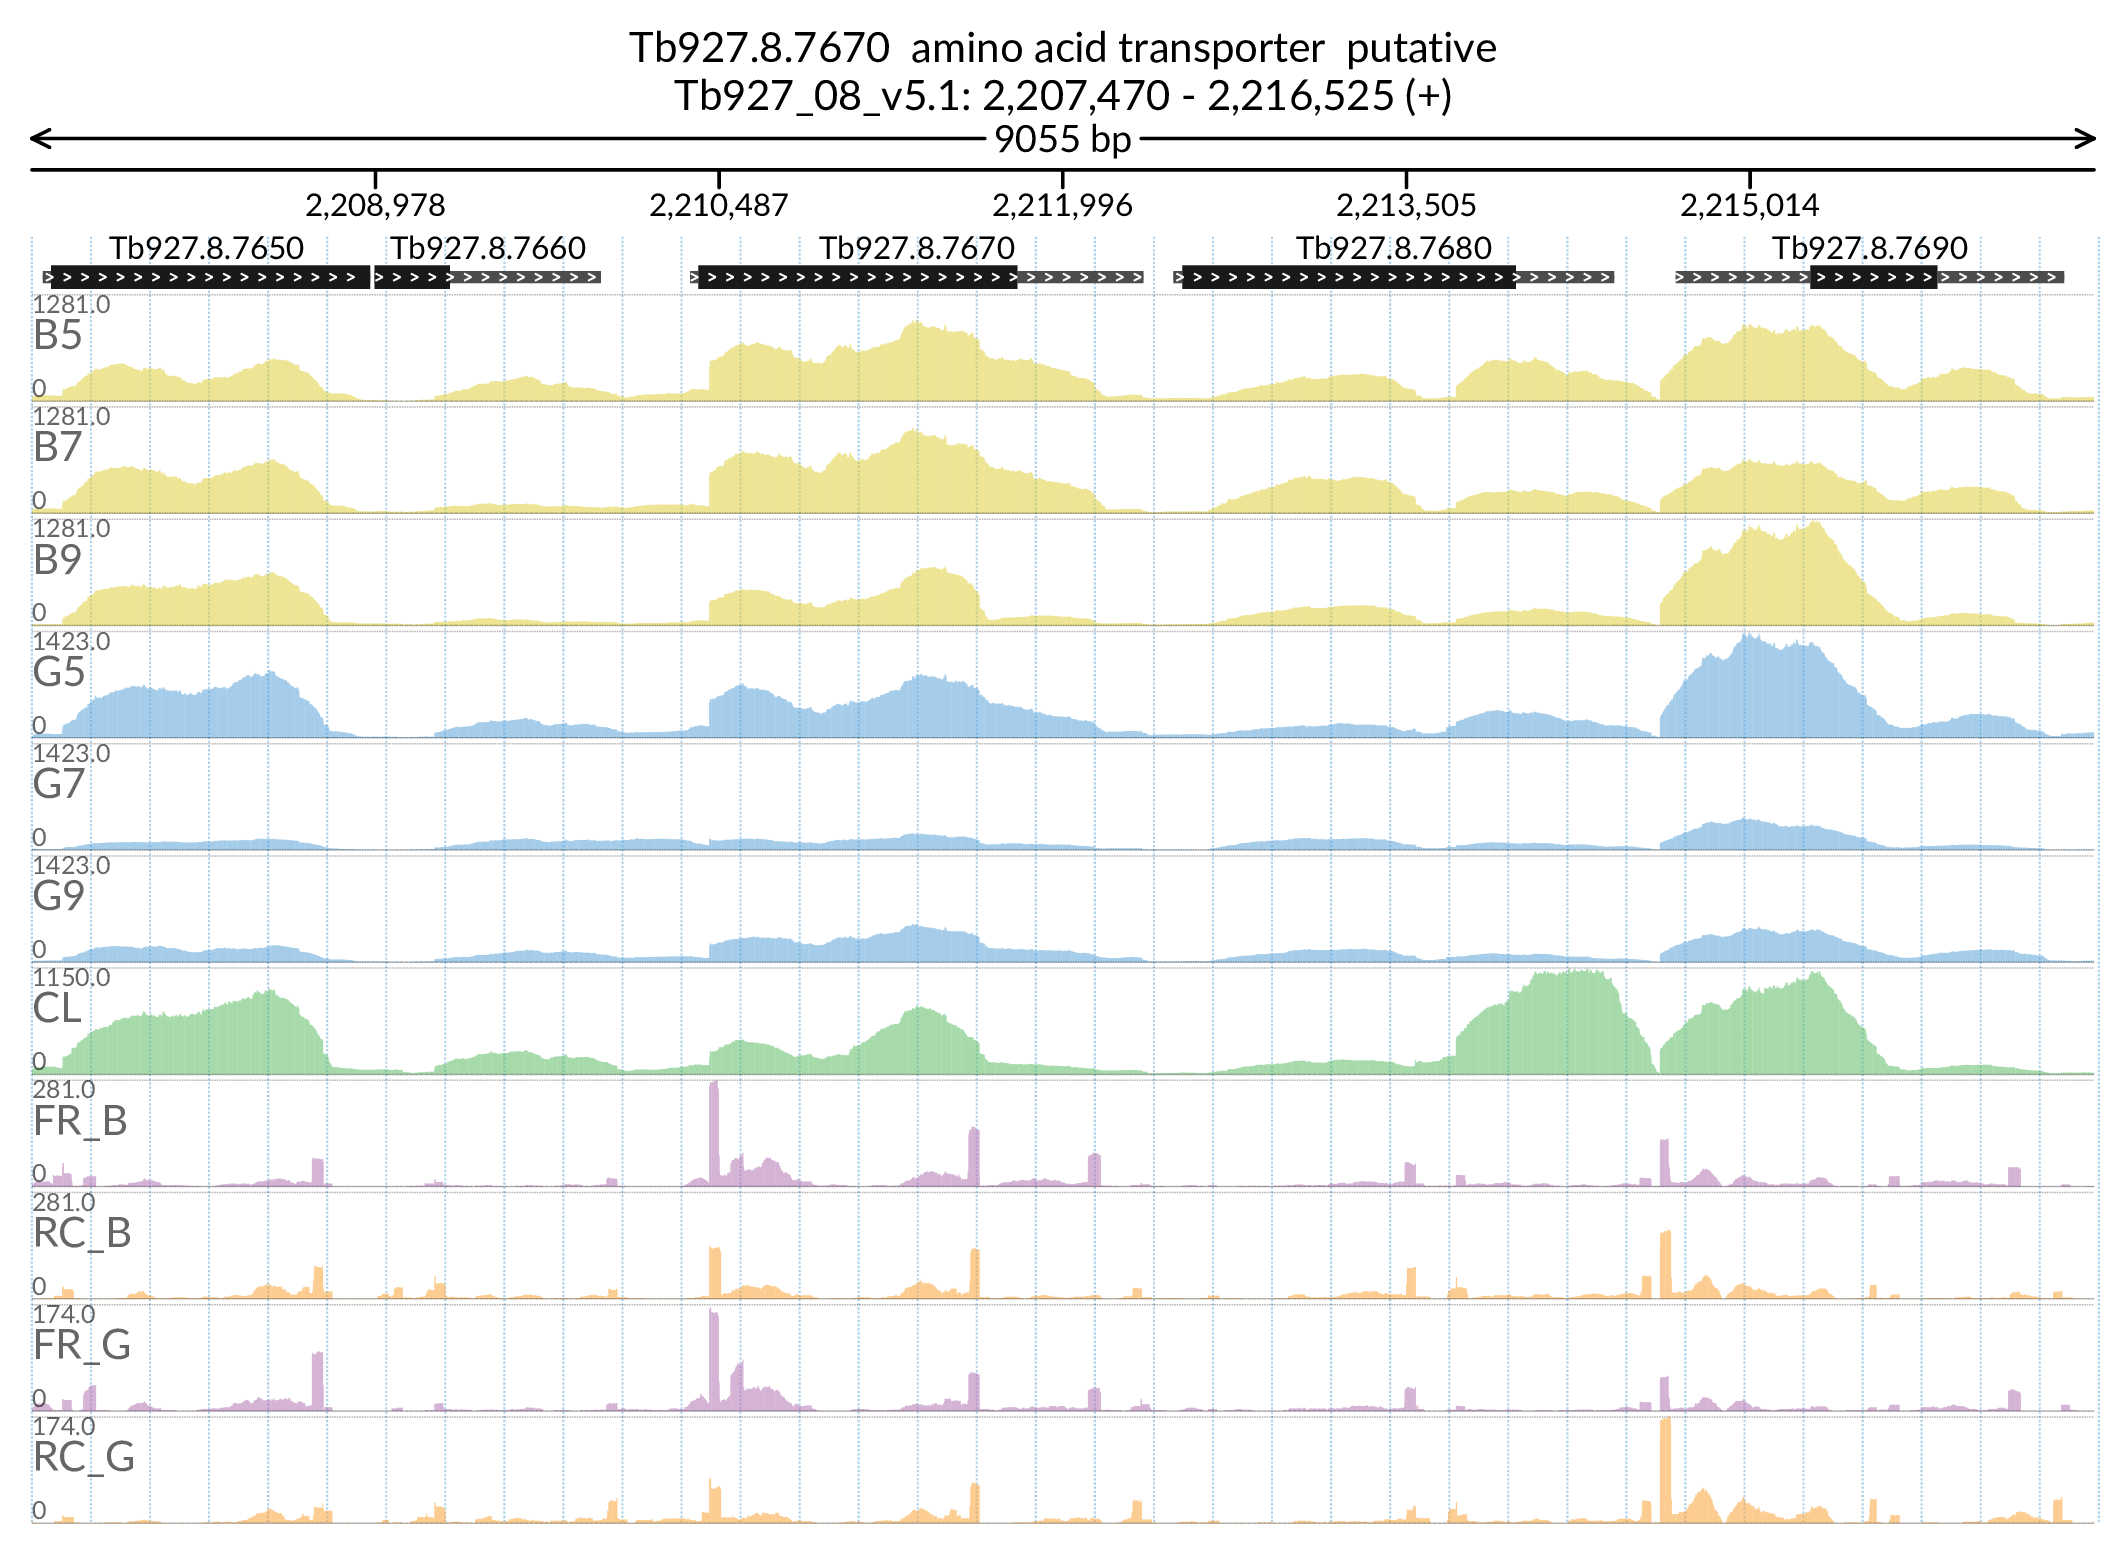 Tb927.8.7670  amino acid transporter  putative
Tb927_08_v5.1: 2,207,470 - 2,216,525 (+)
9055 bp
2,208,978 2,210,487 2,211,996 2,213,505 2,215,014
Tb927.8.7650 Tb927.8.7660 Tb927.8.7670 Tb927.8.7680 Tb927.8.7690
1281.0
B5
0
1281.0
B7
0
1281.0
B9
0
1423.0
G5
0
1423.0
G7
0
1423.0
G9
0
1150.0
CL
0
281.0
FR_B
0
281.0
RC_B
0
174.0
FR_G
0
174.0
RC_G
0